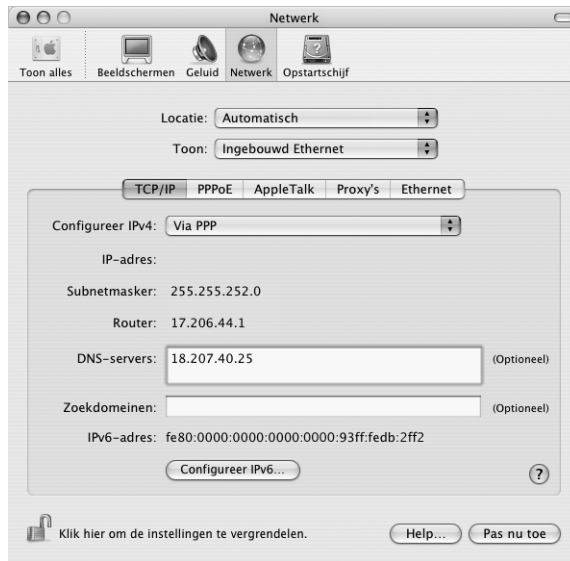 Netwerk
Toon alles Beeldschermen Geluid Netwerk Opstartschijf
Locatie: Automatisch
Toon: Ingebouwd Ethernet
TCP/IP PPPoE AppleTalk Proxy's Ethernet
Configureer IPv4: Via PPP
IP-adres:
Subnetmasker: 255.255.252.0
Router: 17.206.44.1
DNS-servers: 18.207.40.25 (Optioneel)
Zoekdomeinen: (Optioneel)
IPv6-adres: fe80:0000:0000:0000:0000:93ff:fedb:2ff2
Configureer IPv6... ?
Klik hier om de instellingen te vergrendelen. Help... Pas nu toe